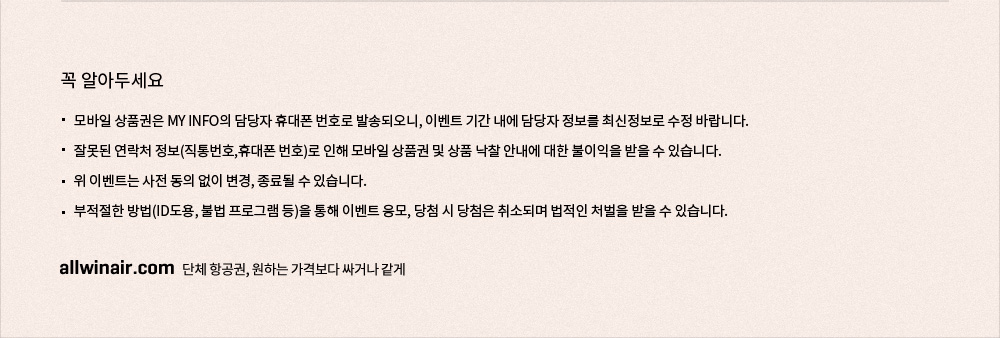 꼭 알아두세요
· 모바일 상품권은 MY INFO의 담당자 휴대폰 번호로 발송되오니, 이벤트 기간 내에 담당자 정보를 최신정보로 수정 바랍니다.
· 잘못된 연락처 정보(직통번호,휴대폰 번호)로 인해 모바일 상품권 및 상품 낙찰 안내에 대한 불이익을 받을 수 있습니다.
· 위 이벤트는 사전 동의 없이 변경, 종료될 수 있습니다.
· 부적절한 방법(ID도용, 불법 프로그램 등)을 통해 이벤트 응모, 당첨 시 당첨은 취소되며 법적인 처벌을 받을 수 있습니다.
allwinair.com 단체 항공권, 원하는 가격보다 싸거나 같게